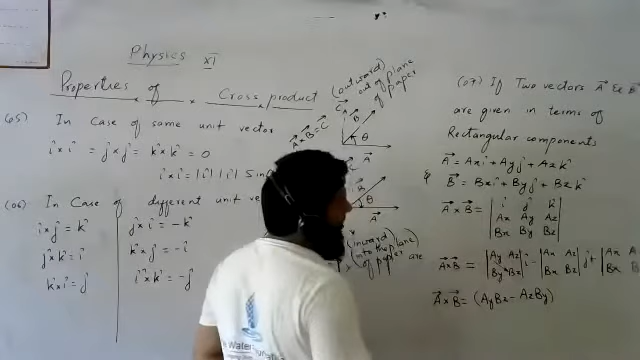 Physics XI
Properties of Cross product
(05) In Case of same unit vector
î×î = ĵ×ĵ = k̂×k̂ = 0
î×î = |î||î| Sin
(06) In Case of different unit
î×ĵ = k̂
ĵ×k̂ = î
k̂×î = ĵ
ĵ×î = -k̂
k̂×ĵ = -î
î×k̂ = -ĵ
(outward)
out of plane
of paper
A×B=C
C
B
θ
A
B
θ
A
(inward)
into the plane
of paper
(07) If Two vectors A &
are given in terms of
Rectangular components
A = Axî + Ayĵ + Azk̂
& B = Bxî + Byĵ + Bzk̂
A×B = | î ĵ k̂ |
| Ax Ay Az |
| Bx By Bz |
A×B = |Ay Az| î - |Ax Az| ĵ + |Ax
|By Bz| |Bx Bz| |Bx
A×B = (AyBz - AzBy)
Water